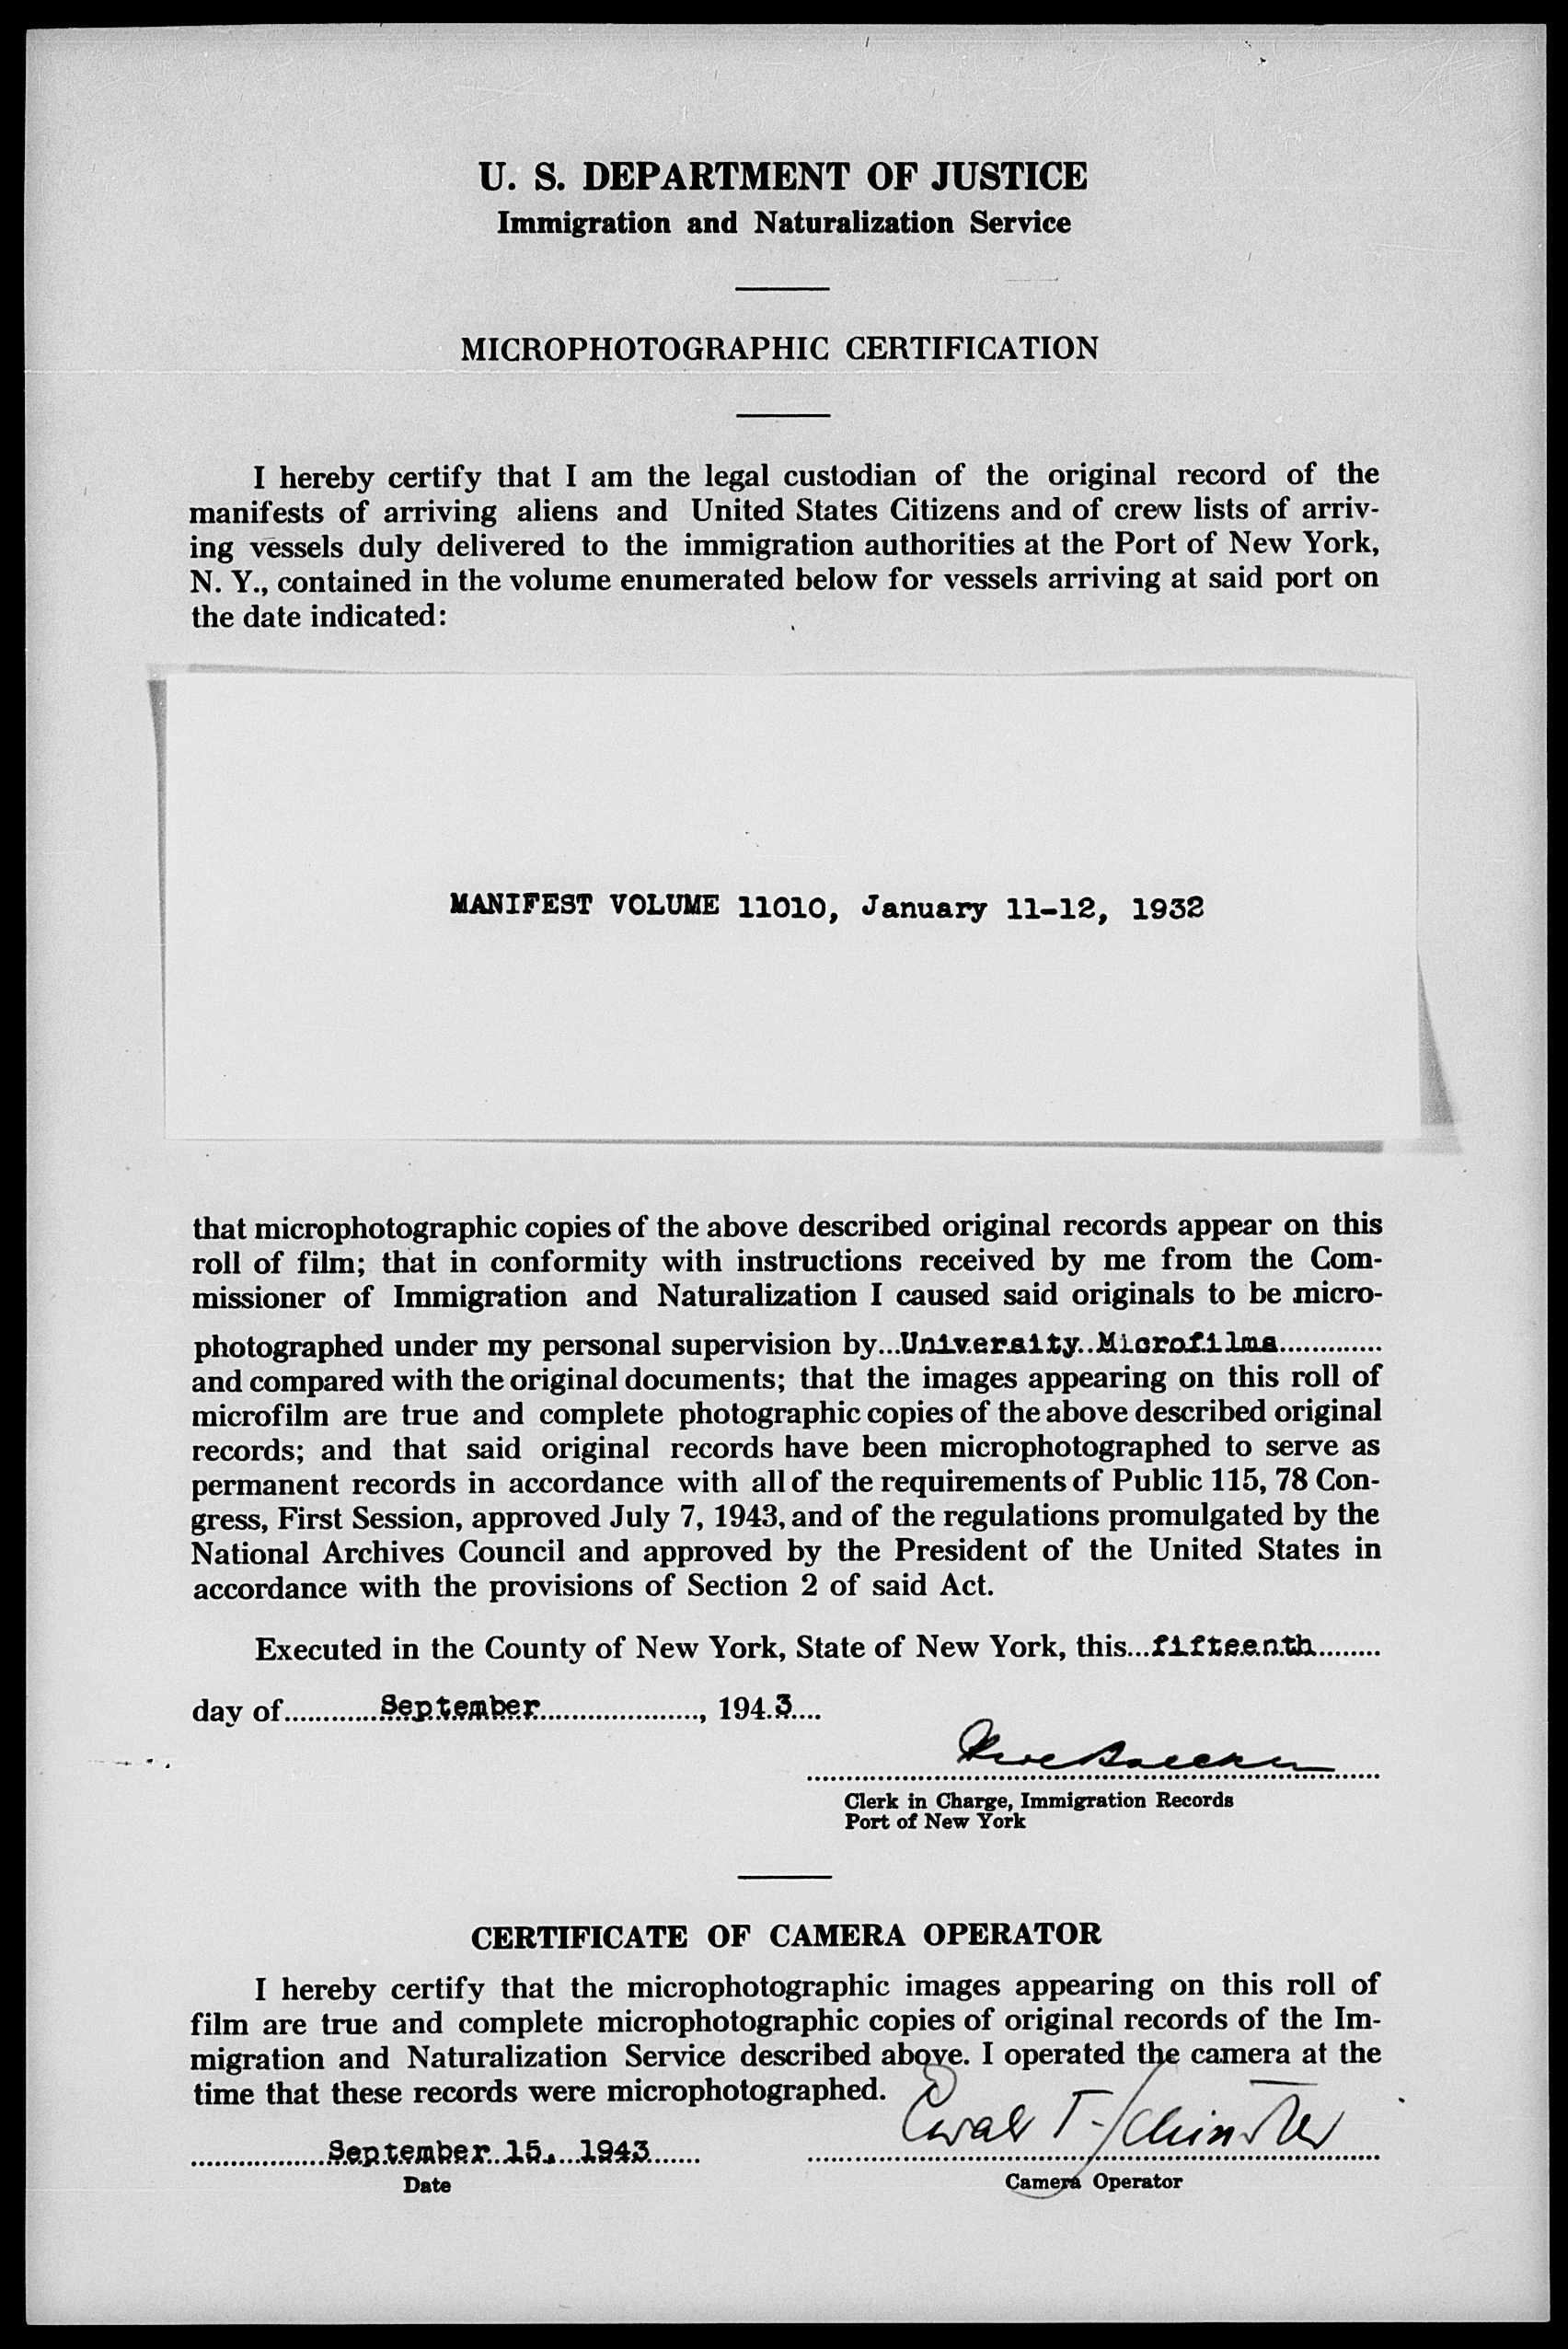 U. S. DEPARTMENT OF JUSTICE
Immigration and Naturalization Service
MICROPHOTOGRAPHIC CERTIFICATION
I hereby certify that I am the legal custodian of the original record of the
manifests of arriving aliens and United States Citizens and of crew lists of arriv-
ing vessels duly delivered to the immigration authorities at the Port of New York,
N. Y., contained in the volume enumerated below for vessels arriving at said port on
the date indicated:
MANIFEST VOLUME 11010, January 11-12, 1932
that microphotographic copies of the above described original records appear on this
roll of film; that in conformity with instructions received by me from the Com-
missioner of Immigration and Naturalization I caused said originals to be micro-
photographed under my personal supervision by...University Microfilms.............
and compared with the original documents; that the images appearing on this roll of
microfilm are true and complete photographic copies of the above described original
records; and that said original records have been microphotographed to serve as
permanent records in accordance with all of the requirements of Public 115, 78 Con-
gress, First Session, approved July 7, 1943, and of the regulations promulgated by the
National Archives Council and approved by the President of the United States in
accordance with the provisions of Section 2 of said Act.
Executed in the County of New York, State of New York, this...fifteenth........
day of............September....................., 194.3....
Clerk in Charge, Immigration Records
Port of New York
CERTIFICATE OF CAMERA OPERATOR
I hereby certify that the microphotographic images appearing on this roll of
film are true and complete microphotographic copies of original records of the Im-
migration and Naturalization Service described above. I operated the camera at the
time that these records were microphotographed.
September 15, 1943
Date
Camera Operator